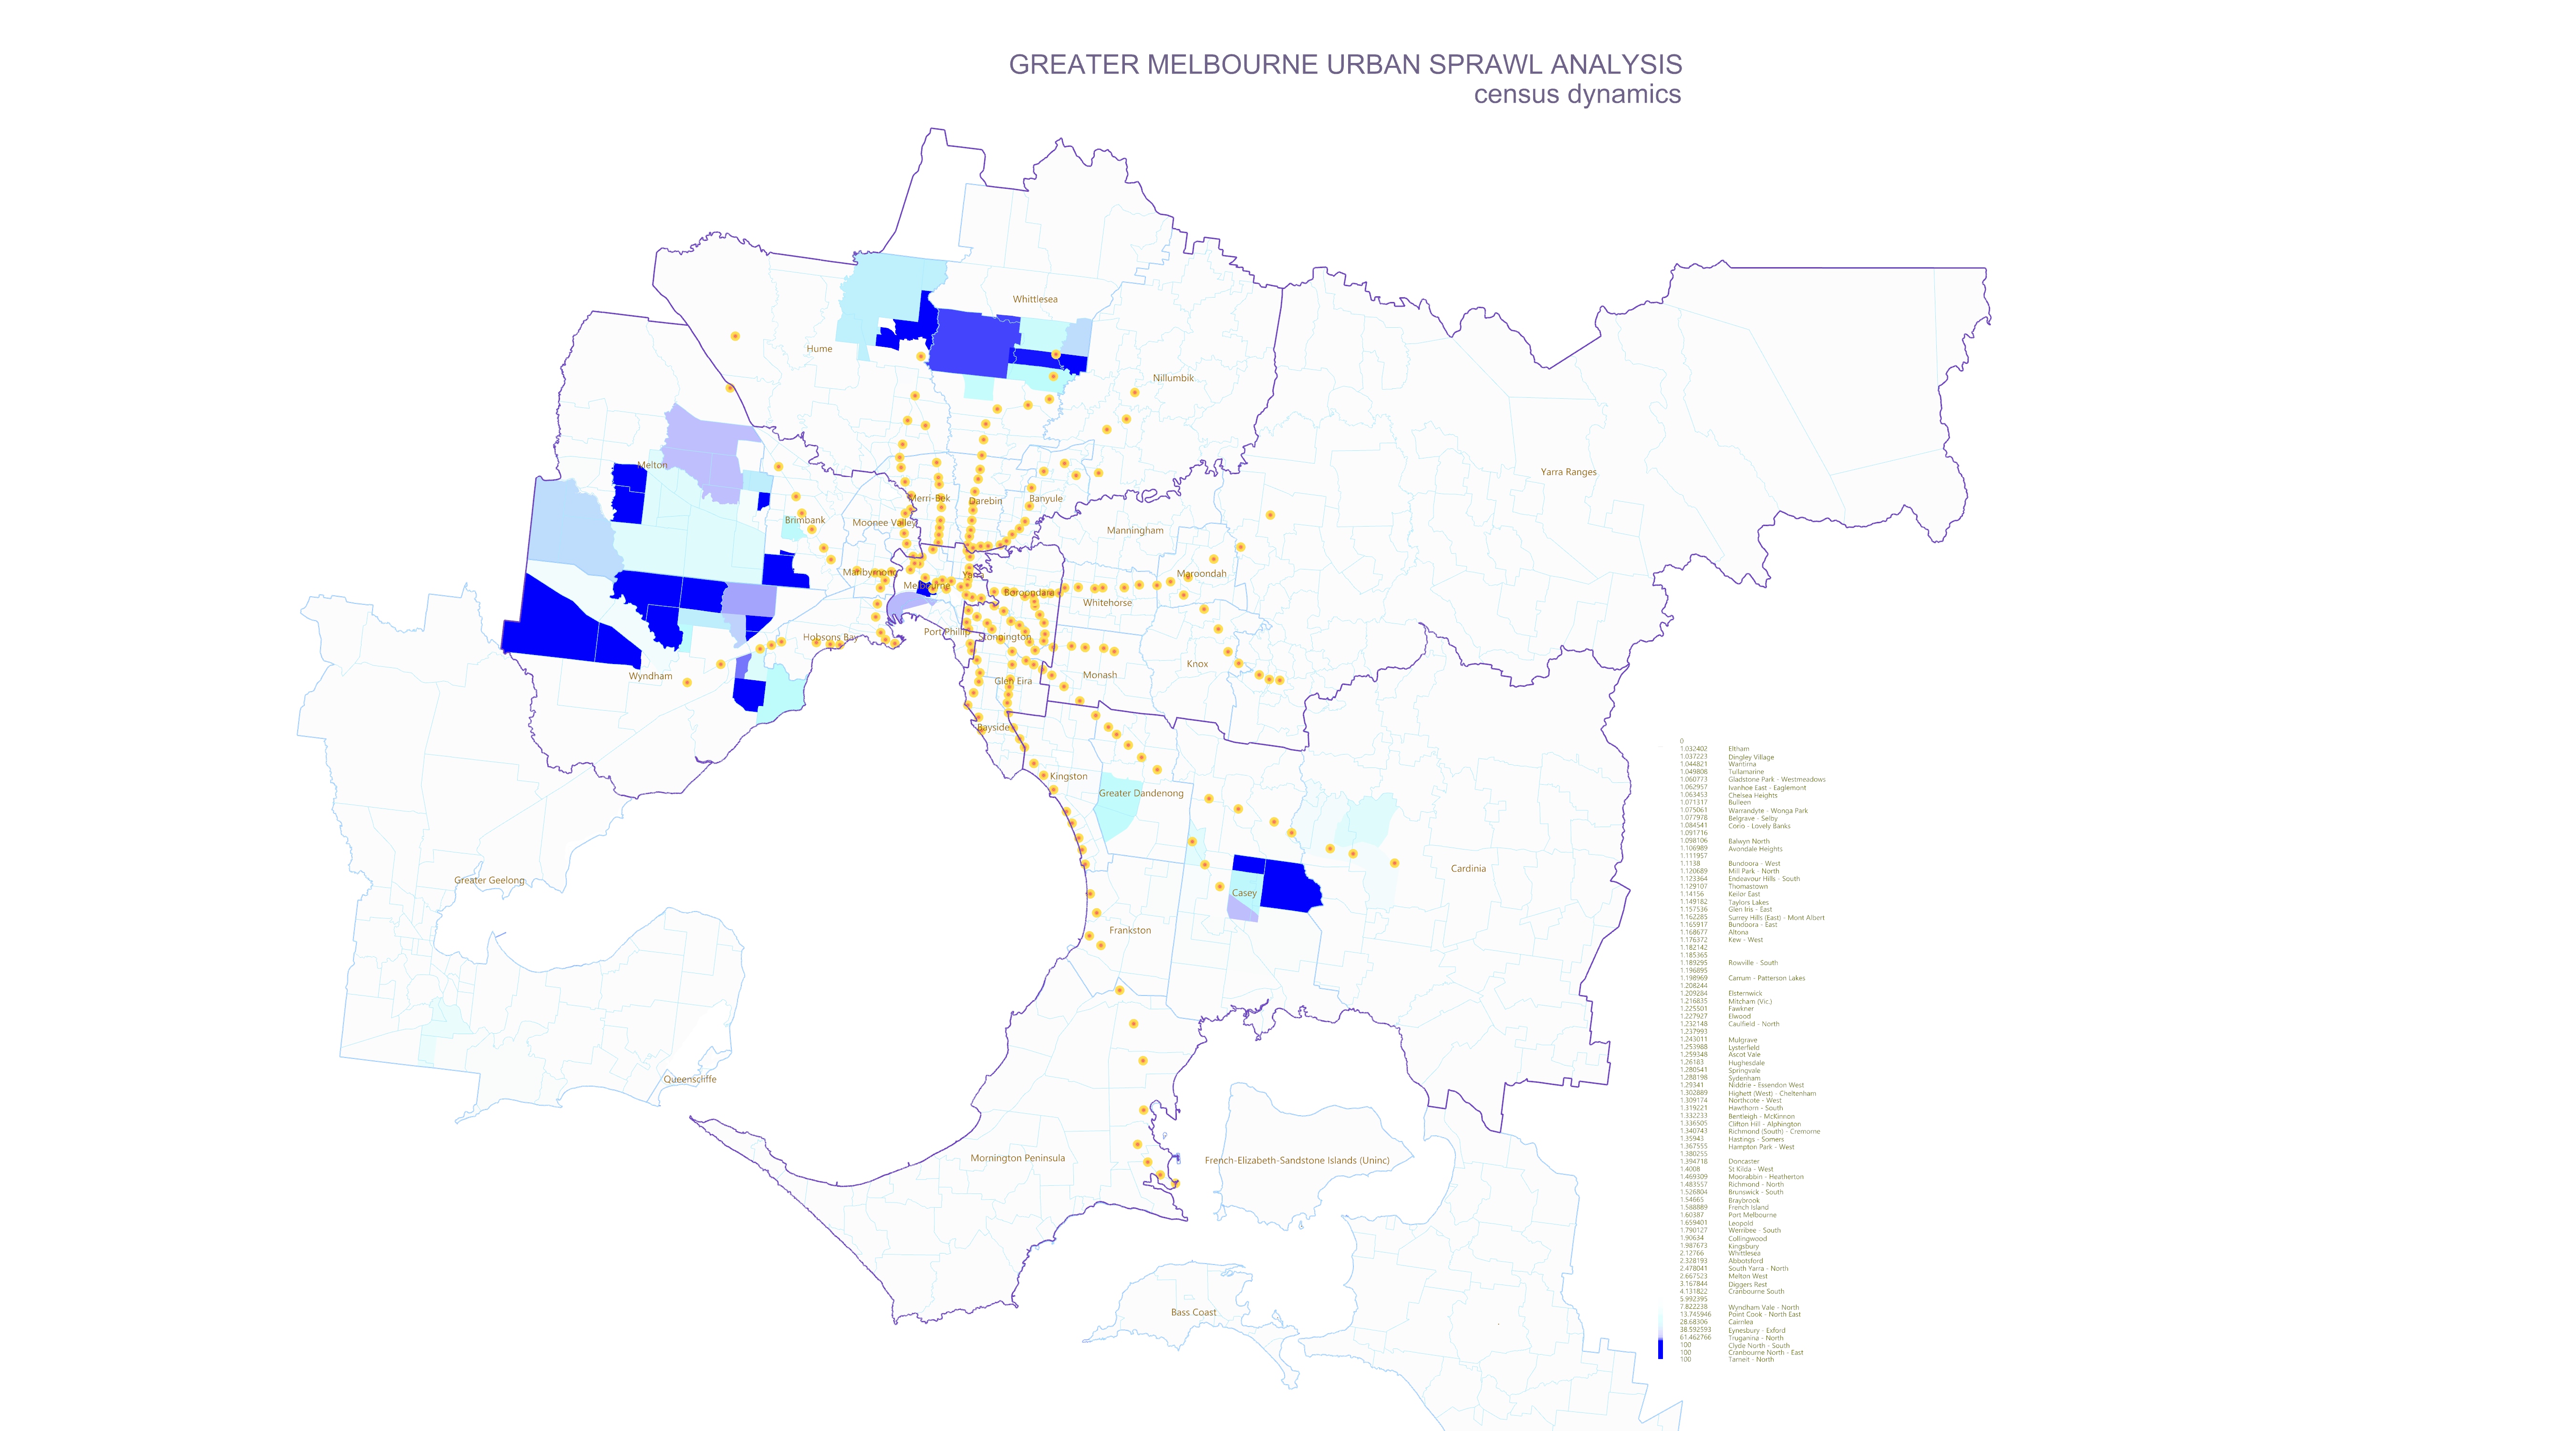 GREATER MELBOURNE URBAN SPRAWL ANALYSIS
census dynamics
Whittlesea
Hume
Nillumbik
Melton
Yarra Ranges
Merri-Bek
Darebin
Banyule
Brimbank
Moonee Valley
Manningham
Maribyrnong
Yarra
Maroondah
Melbourne
Boroondara
Whitehorse
Port Phillip
Stonnington
Hobsons Bay
Knox
Wyndham
Glen Eira
Monash
Bayside
Kingston
Greater Dandenong
Cardinia
Greater Geelong
Casey
Frankston
Queenscliffe
Mornington Peninsula
French-Elizabeth-Sandstone Islands (Uninc)
Bass Coast
0
1.032402 Eltham
1.037223 Dingley Village
1.044821 Wantirna
1.049808 Tullamarine
1.060773 Gladstone Park - Westmeadows
1.062957 Ivanhoe East - Eaglemont
1.063453 Chelsea Heights
1.071317 Bulleen
1.075061 Warrandyte - Wonga Park
1.077978 Belgrave - Selby
1.084541 Corio - Lovely Banks
1.091716
1.098106 Balwyn North
1.106989 Avondale Heights
1.111957
1.1138 Bundoora - West
1.120689 Mill Park - North
1.123364 Endeavour Hills - South
1.129107 Thomastown
1.14156 Keilor East
1.149182 Taylors Lakes
1.157536 Glen Iris - East
1.162285 Surrey Hills (East) - Mont Albert
1.165917 Bundoora - East
1.168677 Altona
1.176372 Kew - West
1.182142
1.185365
1.189295 Rowville - South
1.196895
1.198969 Carrum - Patterson Lakes
1.208244
1.209284 Elsternwick
1.216835 Mitcham (Vic.)
1.225501 Fawkner
1.227927 Elwood
1.232148 Caulfield - North
1.237993
1.243011 Mulgrave
1.253988 Lysterfield
1.259348 Ascot Vale
1.26183 Hughesdale
1.280541 Springvale
1.288198 Sydenham
1.29341 Niddrie - Essendon West
1.302889 Highett (West) - Cheltenham
1.309174 Northcote - West
1.319221 Hawthorn - South
1.332233 Bentleigh - McKinnon
1.336505 Clifton Hill - Alphington
1.340743 Richmond (South) - Cremorne
1.35943 Hastings - Somers
1.367555 Hampton Park - West
1.380255
1.394718 Doncaster
1.4008 St Kilda - West
1.469309 Moorabbin - Heatherton
1.483557 Richmond - North
1.526804 Brunswick - South
1.54665 Braybrook
1.588889 French Island
1.60387 Port Melbourne
1.659401 Leopold
1.790127 Werribee - South
1.90634 Collingwood
1.987673 Kingsbury
2.12766 Whittlesea
2.328193 Abbotsford
2.478041 South Yarra - North
2.667523 Melton West
3.167844 Diggers Rest
4.131822 Cranbourne South
5.992395
7.822238 Wyndham Vale - North
13.745946 Point Cook - North East
28.68306 Cairnlea
38.592593 Eynesbury - Exford
61.462766 Truganina - North
100 Clyde North - South
100 Cranbourne North - East
100 Tarneit - North